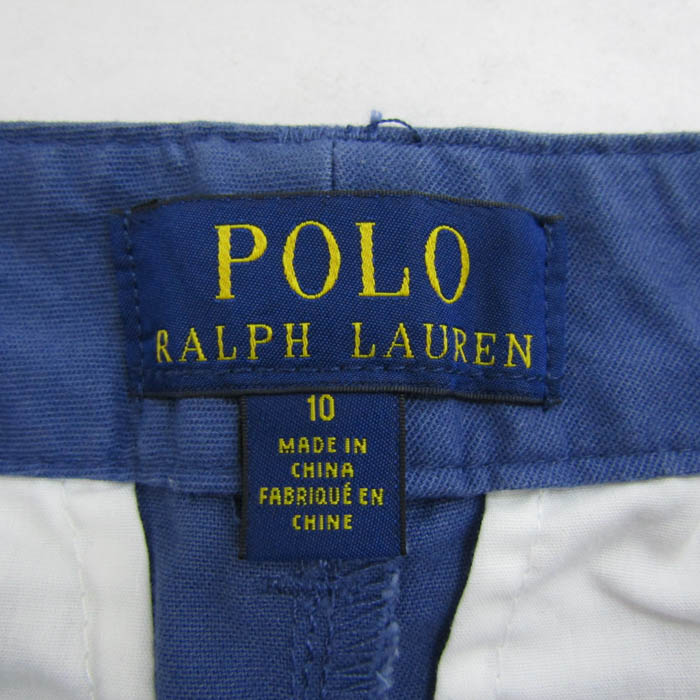 POLO
RALPH LAUREN
10
MADE IN
CHINA
FABRIQUÉ EN
CHINE